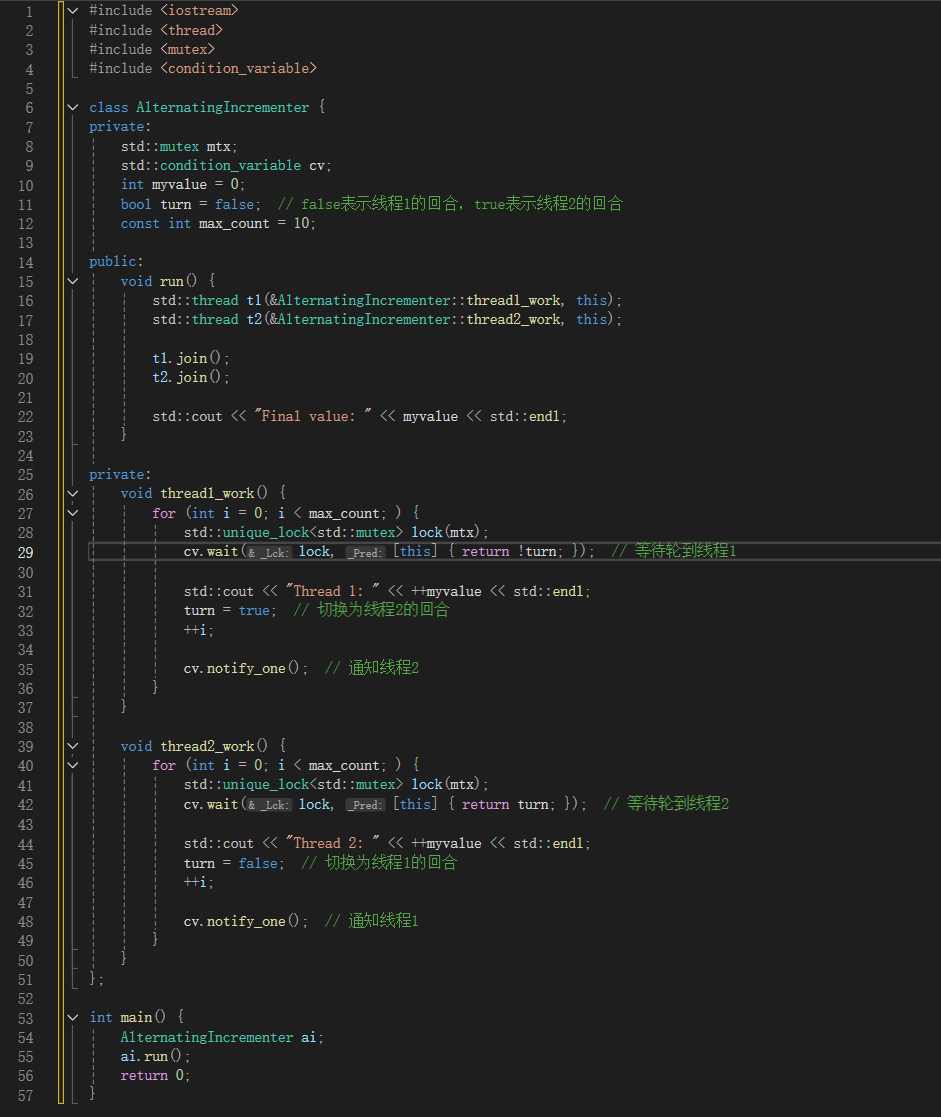 1 #include <iostream>
2 #include <thread>
3 #include <mutex>
4 #include <condition_variable>
5
6 class AlternatingIncrementer {
7 private:
8     std::mutex mtx;
9     std::condition_variable cv;
10     int myvalue = 0;
11     bool turn = false;  // false表示线程1的回合，true表示线程2的回合
12     const int max_count = 10;
13
14 public:
15     void run() {
16         std::thread t1(&AlternatingIncrementer::thread1_work, this);
17         std::thread t2(&AlternatingIncrementer::thread2_work, this);
18
19         t1.join();
20         t2.join();
21
22         std::cout << "Final value: " << myvalue << std::endl;
23     }
24
25 private:
26     void thread1_work() {
27         for (int i = 0; i < max_count; ) {
28             std::unique_lock<std::mutex> lock(mtx);
29             cv.wait(& _Lck: lock, _Pred: [this] { return !turn; });  // 等待轮到线程1
30
31             std::cout << "Thread 1: " << ++myvalue << std::endl;
32             turn = true;  // 切换为线程2的回合
33             ++i;
34
35             cv.notify_one();  // 通知线程2
36         }
37     }
38
39     void thread2_work() {
40         for (int i = 0; i < max_count; ) {
41             std::unique_lock<std::mutex> lock(mtx);
42             cv.wait(& _Lck: lock, _Pred: [this] { return turn; });  // 等待轮到线程2
43
44             std::cout << "Thread 2: " << ++myvalue << std::endl;
45             turn = false;  // 切换为线程1的回合
46             ++i;
47
48             cv.notify_one();  // 通知线程1
49         }
50     }
51 };
52
53 int main() {
54     AlternatingIncrementer ai;
55     ai.run();
56     return 0;
57 }